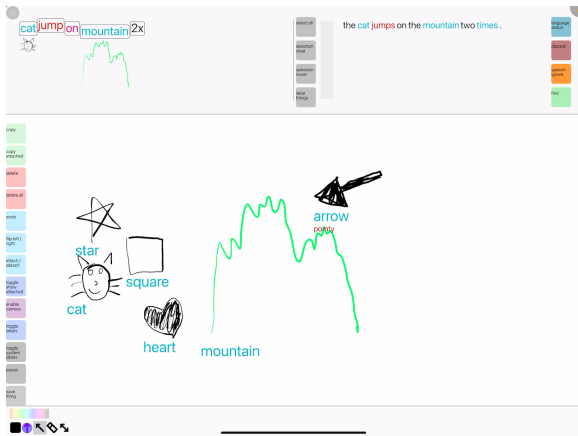 cat jump on mountain 2x
the cat jumps on the mountain two times .
select all
selection
clear
selection
invert
label
things
language
action
discard
speech
ignore
copy
copy
attached
delete
delete all
scale
flip left /
right
attach /
detach
toggle
show
attached
enable
camera
toggle
labels
toggle
system
labels
pause
save
thing
arrow
pointy
star
square
cat
heart
mountain